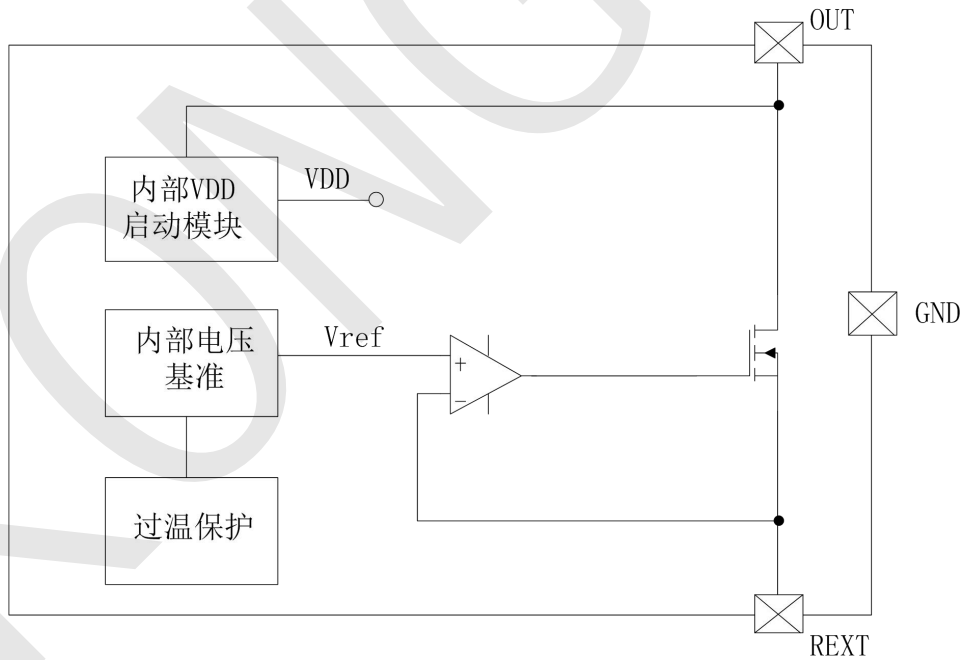 OUT
内部VDD
启动模块
VDD
内部电压
基准
Vref
+
−
GND
过温保护
REXT